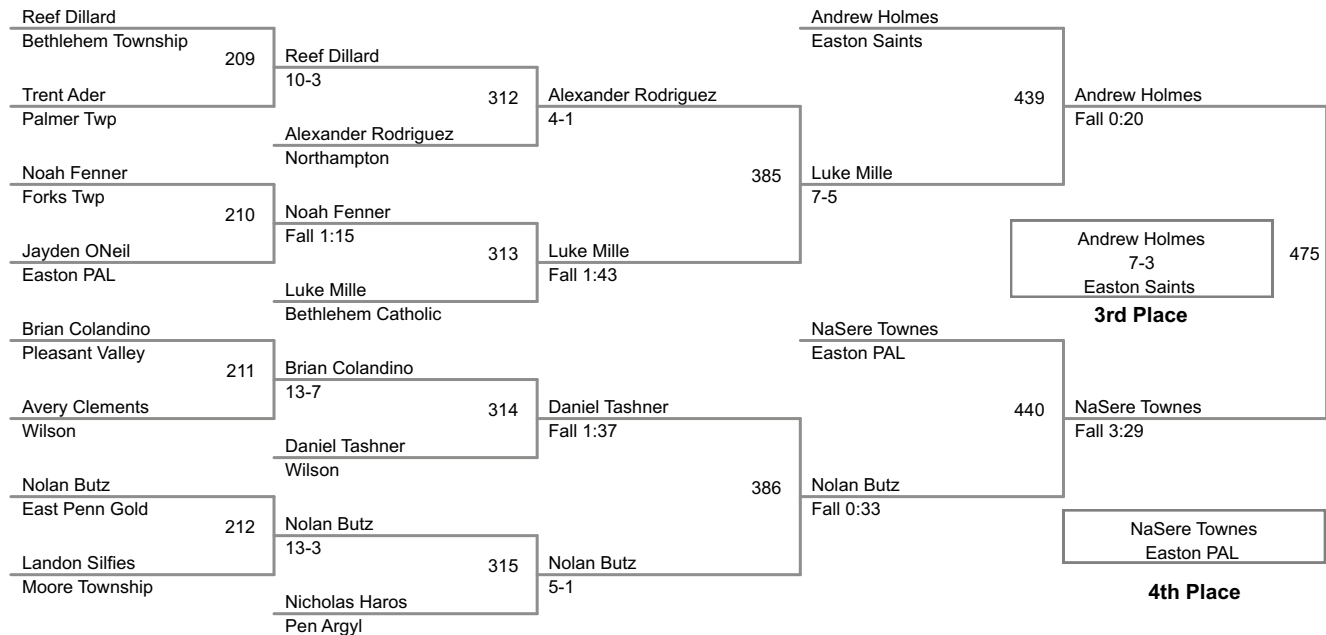 Reef Dillard
Bethlehem Township
209
Trent Ader
Palmer Twp
Noah Fenner
Forks Twp
210
Jayden ONeil
Easton PAL
Brian Colandino
Pleasant Valley
211
Avery Clements
Wilson
Nolan Butz
East Penn Gold
212
Landon Silfies
Moore Township
Reef Dillard
10-3
312
Alexander Rodriguez
Northampton
Noah Fenner
Fall 1:15
313
Luke Mille
Bethlehem Catholic
Brian Colandino
13-7
314
Daniel Tashner
Wilson
Nolan Butz
13-3
315
Nicholas Haros
Pen Argyl
Alexander Rodriguez
4-1
385
Luke Mille
Fall 1:43
Daniel Tashner
Fall 1:37
386
Nolan Butz
5-1
Andrew Holmes
Easton Saints
439
Luke Mille
7-5
NaSere Townes
Easton PAL
440
Nolan Butz
Fall 0:33
Andrew Holmes
Fall 0:20
475
NaSere Townes
Fall 3:29
Andrew Holmes
7-3
Easton Saints
3rd Place
NaSere Townes
Easton PAL
4th Place